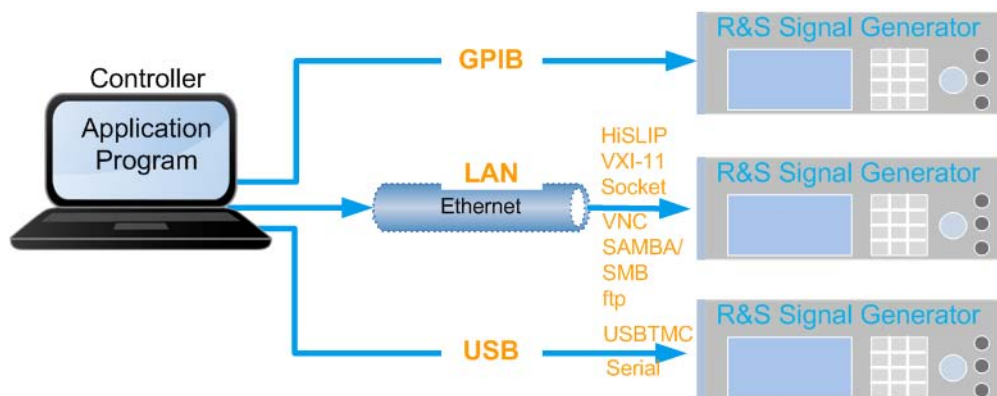 Controller
Application
Program
GPIB
R&S Signal Generator
LAN
Ethernet
HiSLIP
VXI-11
Socket
VNC
SAMBA/
SMB
ftp
R&S Signal Generator
USB
USBTMC
Serial
R&S Signal Generator